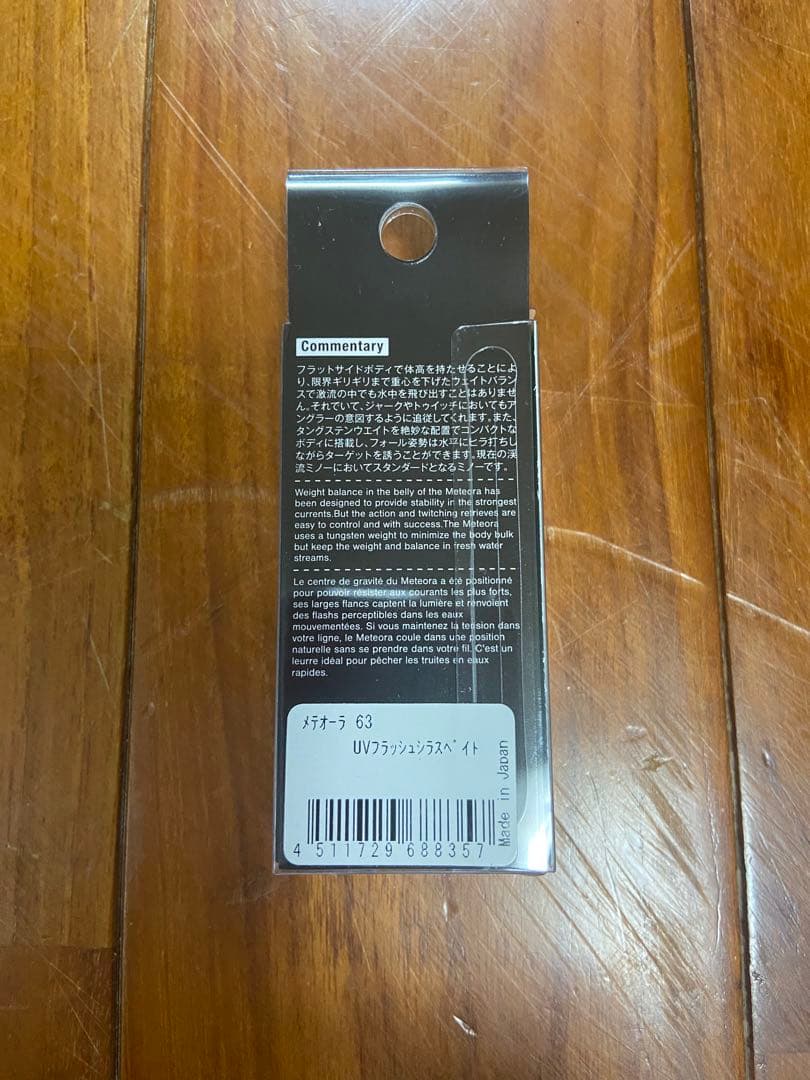 Commentary
フラットサイドボディで体高を持たせることによ
り、限界ギリギリまで重心を下げたウェイトバラン
スで激流の中でも水中を飛び出すことはありませ
ん。それでいて、ジャークやトゥイッチにおいてもア
ングラーの意図するように追従してくれます。また、
タングステンウエイトを絶妙な配置でコンパクトな
ボディに搭載し、フォール姿勢は水平にヒラ打ちし
ながらターゲットを誘うことができます。現在の渓
流ミノーにおいてスタンダードとなるミノーです。
Weight balance in the belly of the Meteora has
been designed to provide stability in the strongest
currents.But the action and twitching retrieves are
easy to control and with success.The Meteora
uses a tungsten weight to minimize the body bulk
but keep the weight and balance in fresh water
streams.
Le centre de gravité du Meteora a été positionné
pour pouvoir résister aux courants les plus forts,
ses larges flancs captent la lumière et renvoient
des flashs perceptibles dans les eaux
mouvementées. Si vous maintenez la tension dans
votre ligne, le Meteora coule dans une position
naturelle sans se prendre dans votre fil. C'est un
leurre idéal pour pêcher les truites en eaux
rapides.
ﾒﾃｵｰﾗ 63
UVﾌﾗｯｼｭｼﾗｽﾍﾞｲﾄ
4 511729 688357
Made in Japan